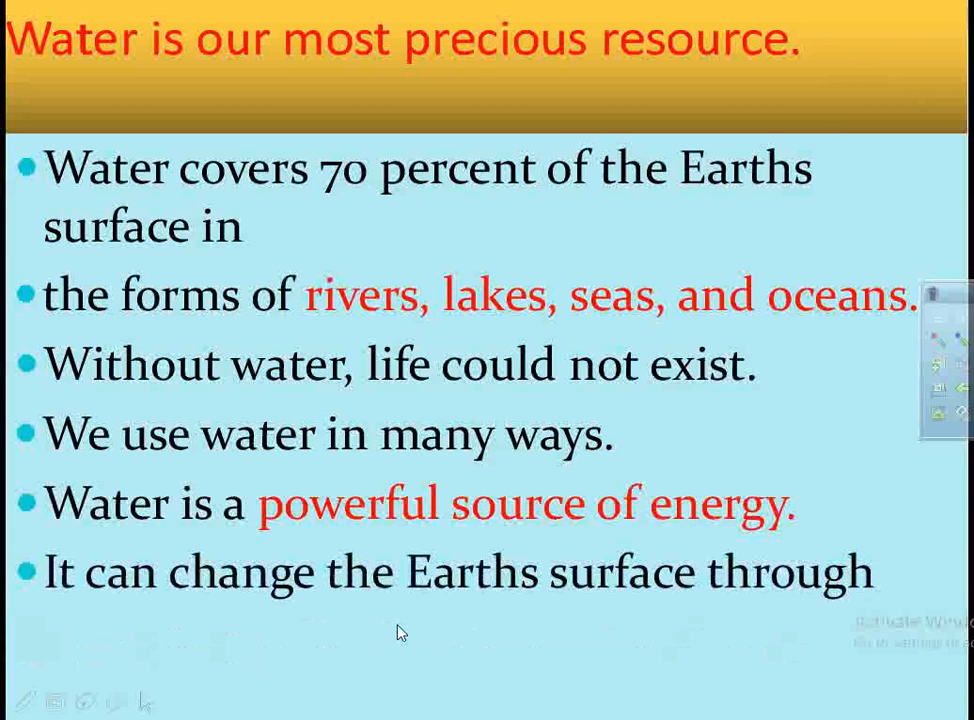 Water is our most precious resource.
• Water covers 70 percent of the Earths
surface in
• the forms of rivers, lakes, seas, and oceans.
• Without water, life could not exist.
• We use water in many ways.
• Water is a powerful source of energy.
• It can change the Earths surface through
Activate Wind